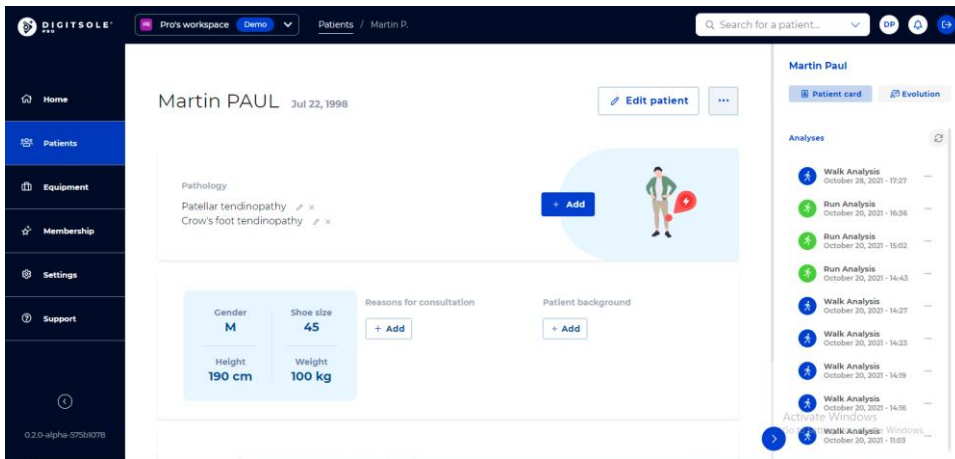 DIGITSOLE®
PRO
PR Pro's workspace Demo
Patients / Martin P.
Search for a patient...
DP
Home
Patients
Equipment
Membership
Settings
Support
0.2.0-alpha-575b1078
Martin PAUL Jul 22, 1998
Edit patient
...
Pathology
Patellar tendinopathy
Crow's foot tendinopathy
+ Add
Gender
M
Shoe size
45
Height
190 cm
Weight
100 kg
Reasons for consultation
+ Add
Patient background
+ Add
Martin Paul
Patient card
Evolution
Analyses
Walk Analysis
October 28, 2021 - 17:27
Run Analysis
October 20, 2021 - 16:36
Run Analysis
October 20, 2021 - 15:02
Run Analysis
October 20, 2021 - 14:43
Walk Analysis
October 20, 2021 - 14:27
Walk Analysis
October 20, 2021 - 14:23
Walk Analysis
October 20, 2021 - 14:19
Walk Analysis
October 20, 2021 - 14:16
Activate Windows
Walk Analysis
October 20, 2021 - 11:03